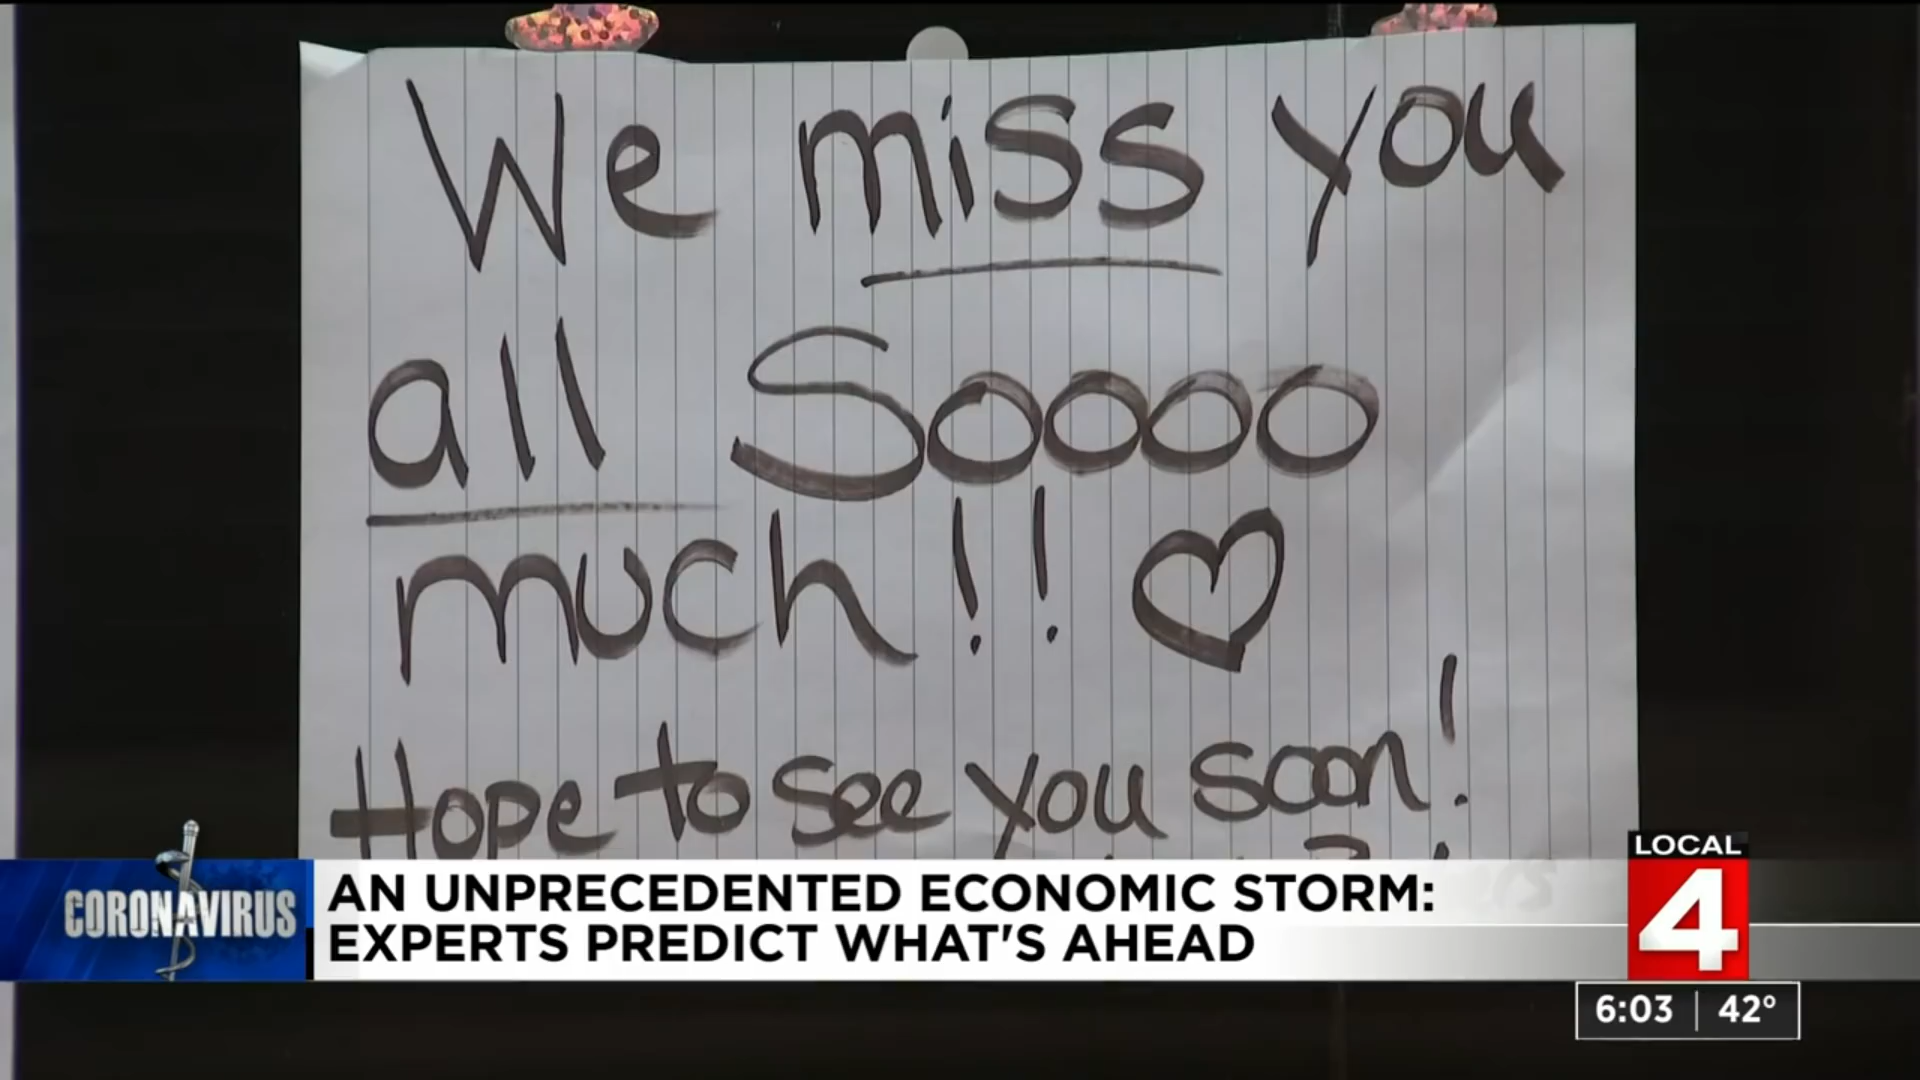 We miss you
all Soooo
much!! ♡
Hope to see you soon!
CORONAVIRUS
AN UNPRECEDENTED ECONOMIC STORM:
EXPERTS PREDICT WHAT'S AHEAD
LOCAL
4
6:03 | 42°